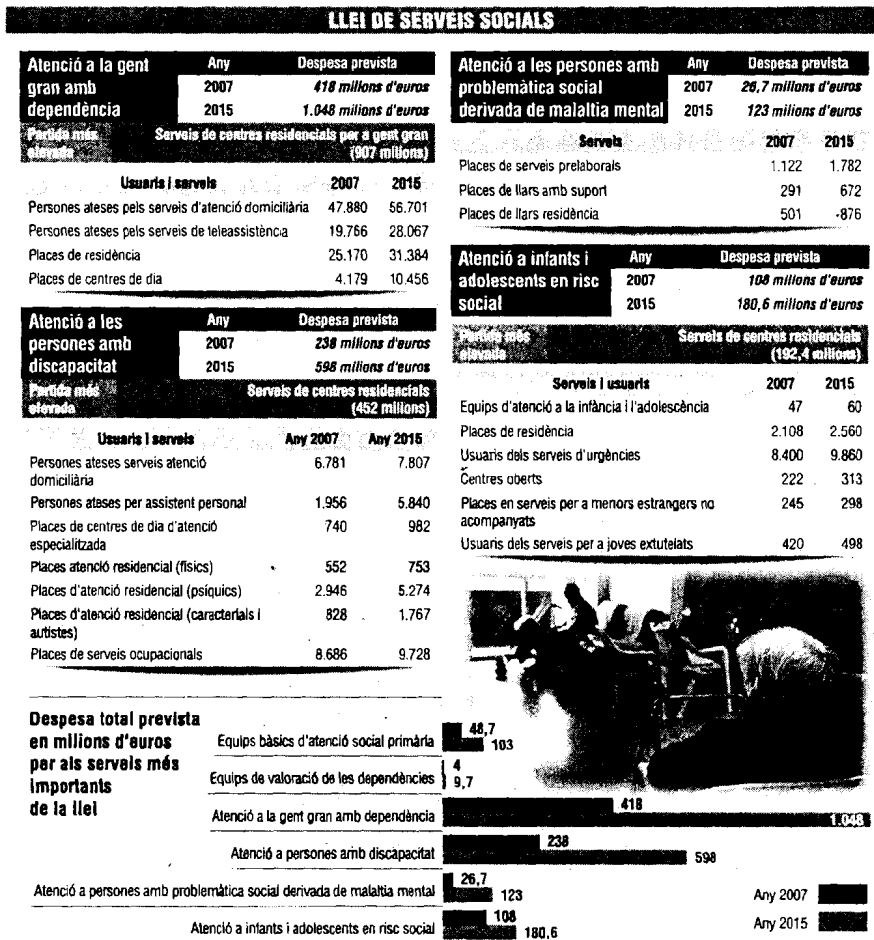 LLEI DE SERVEIS SOCIALS
Atenció a la gent gran amb dependència
Any Despesa prevista
2007 418 milions d'euros
2015 1.048 milions d'euros
Partida més elevada
Serveis de centres residencials per a gent gran (907 milions)
Usuaris i serveis 2007 2015
Persones ateses pels serveis d'atenció domiciliària 47.880 56.701
Persones ateses pels serveis de teleassistència 19.766 28.067
Places de residència 25.170 31.384
Places de centres de dia 4.179 10.456
Atenció a les persones amb discapacitat
Any Despesa prevista
2007 238 milions d'euros
2015 598 milions d'euros
Partida més elevada
Serveis de centres residencials (452 milions)
Usuaris i serveis Any 2007 Any 2015
Persones ateses serveis atenció domiciliària 6.781 7.807
Persones ateses per assistent personal 1.956 5.840
Places de centres de dia d'atenció especialitzada 740 982
Places atenció residencial (físics) 552 753
Places d'atenció residencial (psíquics) 2.946 5.274
Places d'atenció residencial (caracterials i autistes) 828 1.767
Places de serveis ocupacionals 8.686 9.728
Atenció a les persones amb problemàtica social derivada de malaltia mental
Any Despesa prevista
2007 26,7 milions d'euros
2015 123 milions d'euros
Serveis 2007 2015
Places de serveis prelaborals 1.122 1.782
Places de llars amb suport 291 672
Places de llars residència 501 -876
Atenció a infants i adolescents en risc social
Any Despesa prevista
2007 108 milions d'euros
2015 180,6 milions d'euros
Partida més elevada
Serveis de centres residencials (192,4 milions)
Serveis i usuaris 2007 2015
Equips d'atenció a la infància i l'adolescència 47 60
Places de residència 2.108 2.560
Usuaris dels serveis d'urgències 8.400 9.860
Centres oberts 222 313
Places en serveis per a menors estrangers no acompanyats 245 298
Usuaris dels serveis per a joves extutelats 420 498
Despesa total prevista
en milions d'euros
per als serveis més
importants
de la llei
Equips bàsics d'atenció social primària 48,7 103
Equips de valoració de les dependències 4 9,7
Atenció a la gent gran amb dependència 418 1.048
Atenció a persones amb discapacitat 238 598
Atenció a persones amb problemàtica social derivada de malaltia mental 26,7 123
Atenció a infants i adolescents en risc social 108 180,6
Any 2007
Any 2015